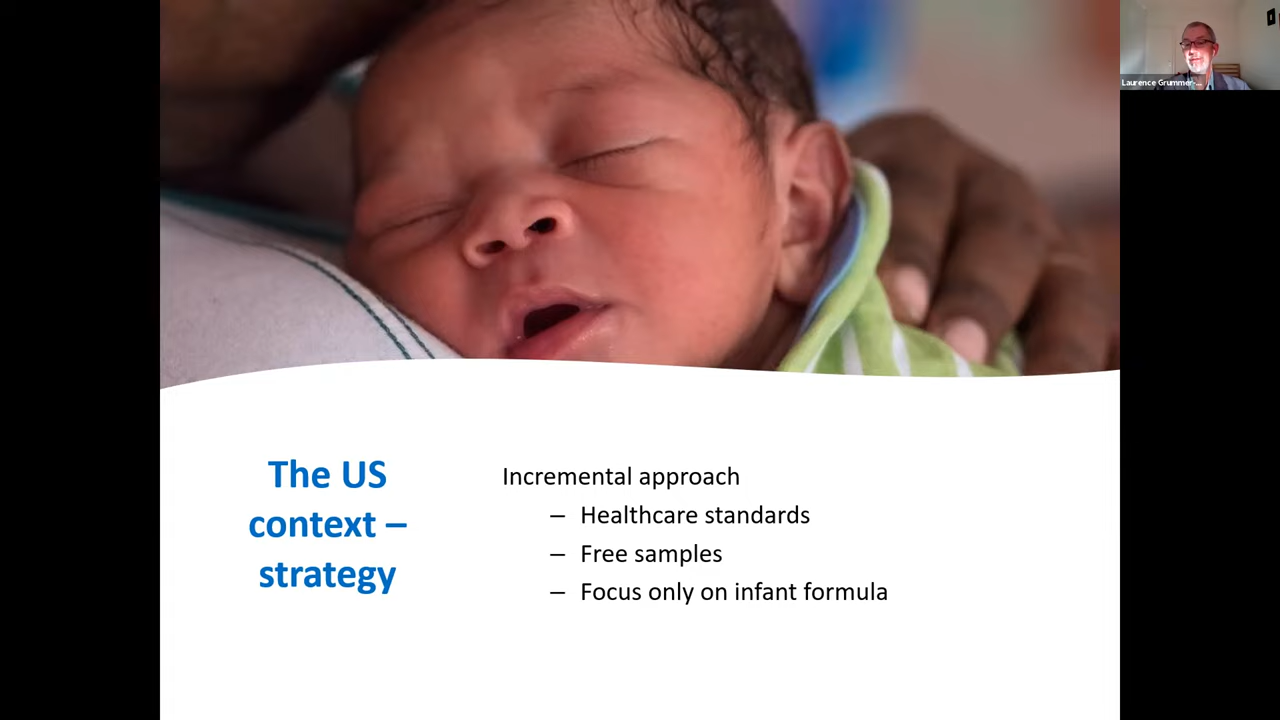 Laurence Grummer-...
The US
context –
strategy
Incremental approach
– Healthcare standards
– Free samples
– Focus only on infant formula